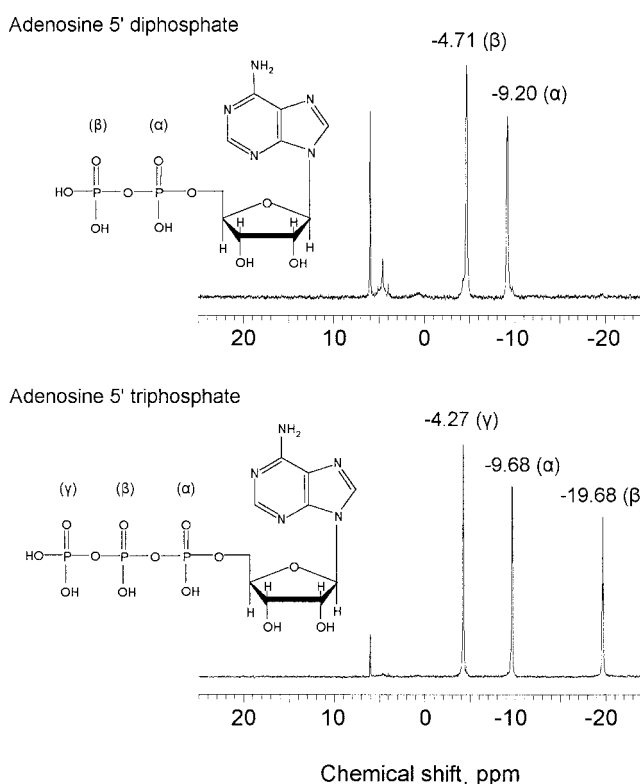 Adenosine 5' diphosphate
-4.71 (β)
-9.20 (α)
NH2
N
N
N
N
(β)
(α)
O
O
HO
P
O
P
O
O
OH
OH
H
H
H
H
OH
OH
20
10
0
-10
-20
Adenosine 5' triphosphate
-4.27 (γ)
-9.68 (α)
-19.68 (β
NH2
N
N
N
N
(γ)
(β)
(α)
O
O
O
HO
P
O
P
O
P
O
O
OH
OH
OH
H
H
H
H
OH
OH
20
10
0
-10
-20
Chemical shift, ppm